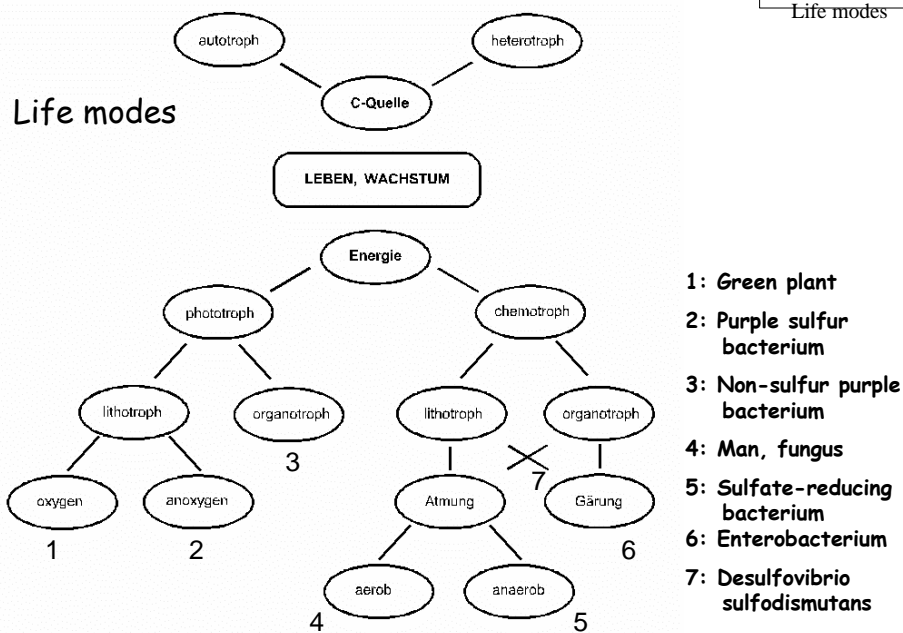 Life modes
autotroph
heterotroph
C-Quelle
Life modes
LEBEN, WACHSTUM
Energie
phototroph
chemotroph
lithotroph
organotroph
lithotroph
organotroph
3
7
oxygen
anoxygen
Atmung
Gärung
1
2
6
aerob
anaerob
4
5
1: Green plant
2: Purple sulfur
bacterium
3: Non-sulfur purple
bacterium
4: Man, fungus
5: Sulfate-reducing
bacterium
6: Enterobacterium
7: Desulfovibrio
sulfodismutans